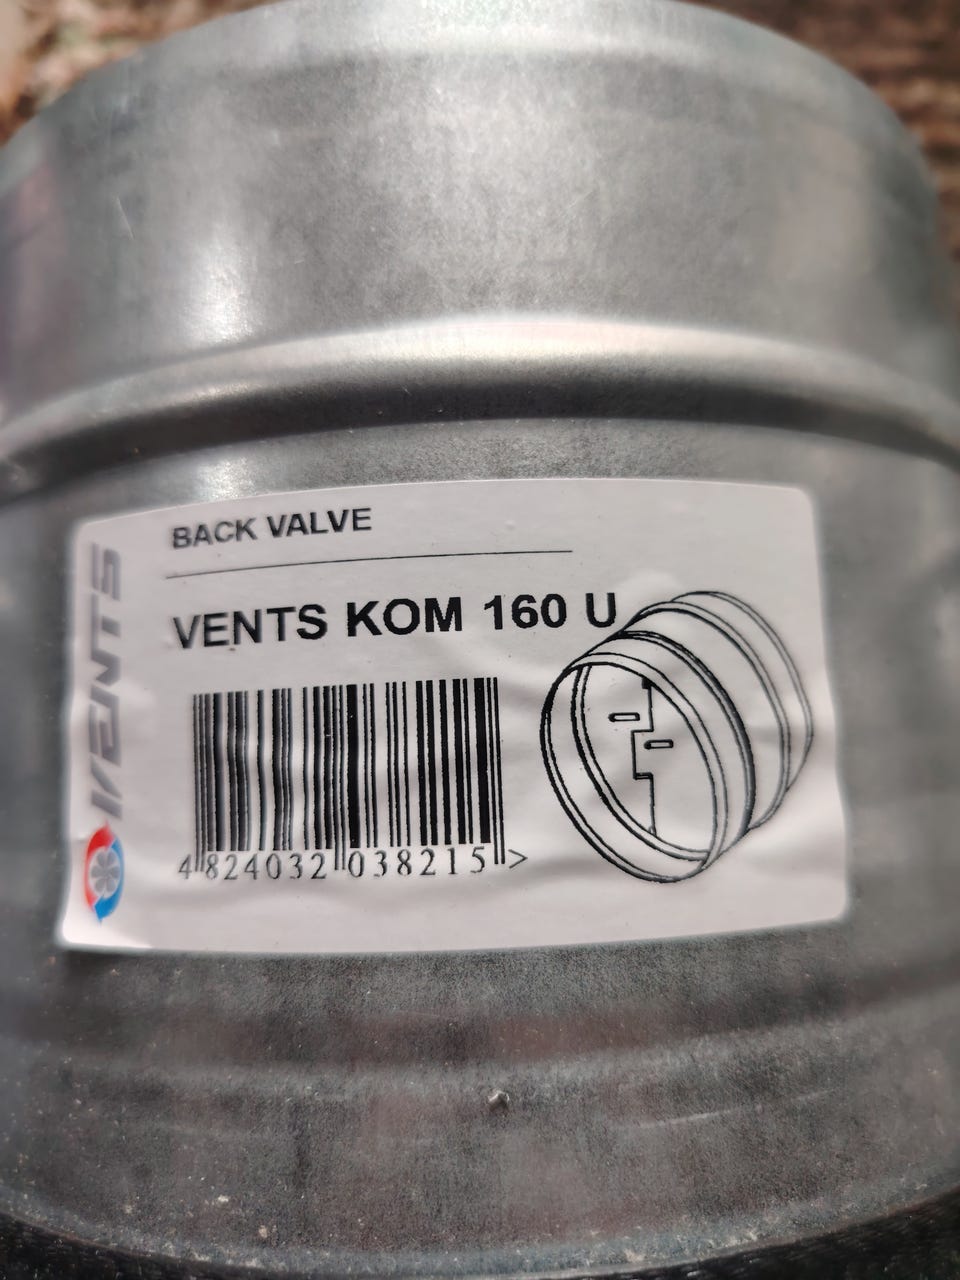 BACK VALVE
VENTS KOM 160 U
VENTS
4 824032 038215 >